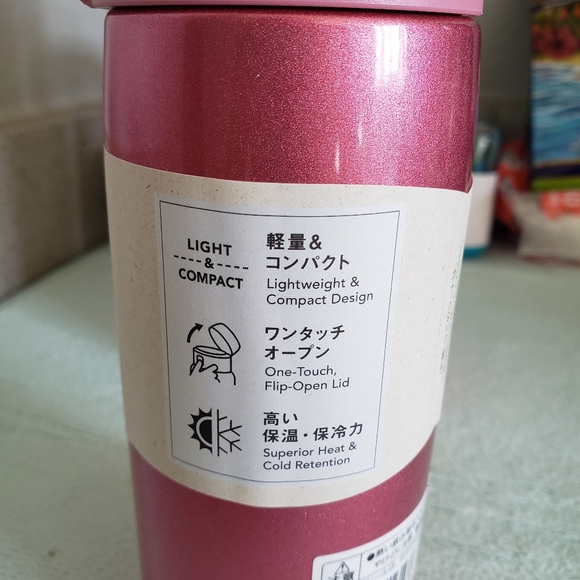 LIGHT
&
COMPACT
軽量&
コンパクト
Lightweight &
Compact Design
ワンタッチ
オープン
One-Touch,
Flip-Open Lid
高い
保温・保冷力
Superior Heat &
Cold Retention